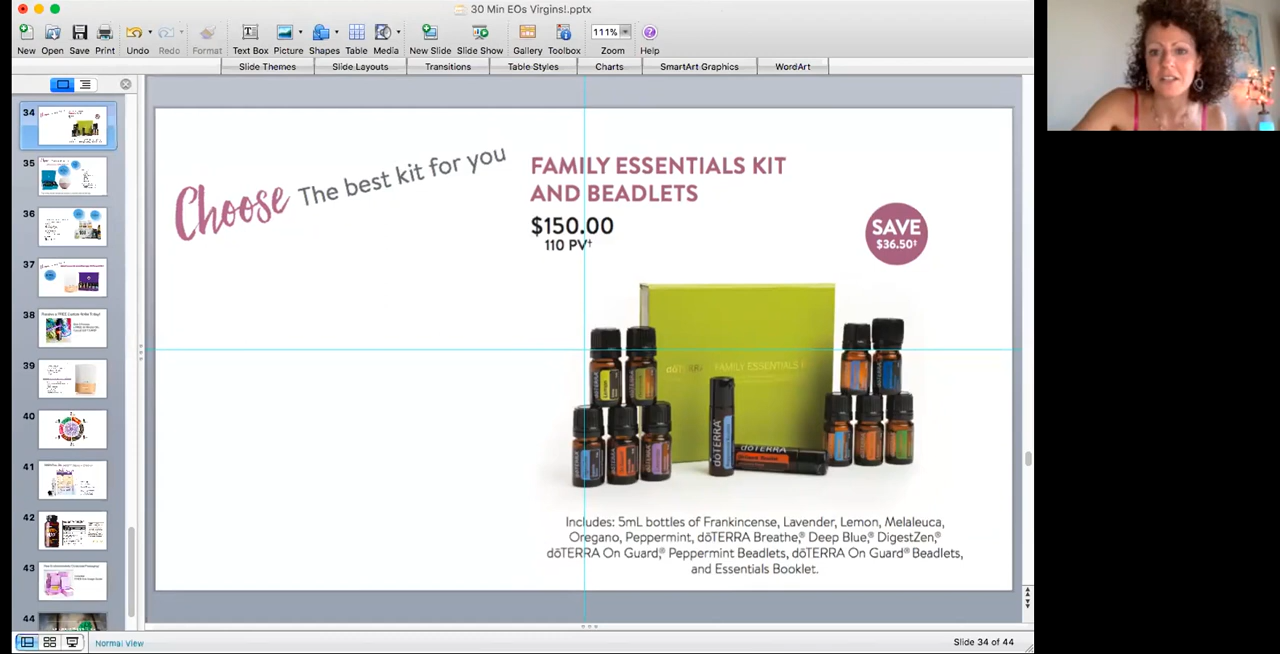 30 Min EOs Virgins!.pptx
111%
New Open Save Print Undo Redo Format Text Box Picture Shapes Table Media New Slide Slide Show Gallery Toolbox Zoom Help
Slide Themes Slide Layouts Transitions Table Styles Charts SmartArt Graphics WordArt
34
35
36
37
38
39
40
41
42
43
44
Choose The best kit for you
FAMILY ESSENTIALS KIT
AND BEADLETS
$150.00
110 PV†
SAVE
$36.50‡
dōTERRA FAMILY ESSENTIALS
dōTERRA
dōTERRA
Includes: 5mL bottles of Frankincense, Lavender, Lemon, Melaleuca,
Oregano, Peppermint, dōTERRA Breathe,® Deep Blue,® DigestZen,®
dōTERRA On Guard,® Peppermint Beadlets, dōTERRA On Guard® Beadlets,
and Essentials Booklet.
Normal View
Slide 34 of 44